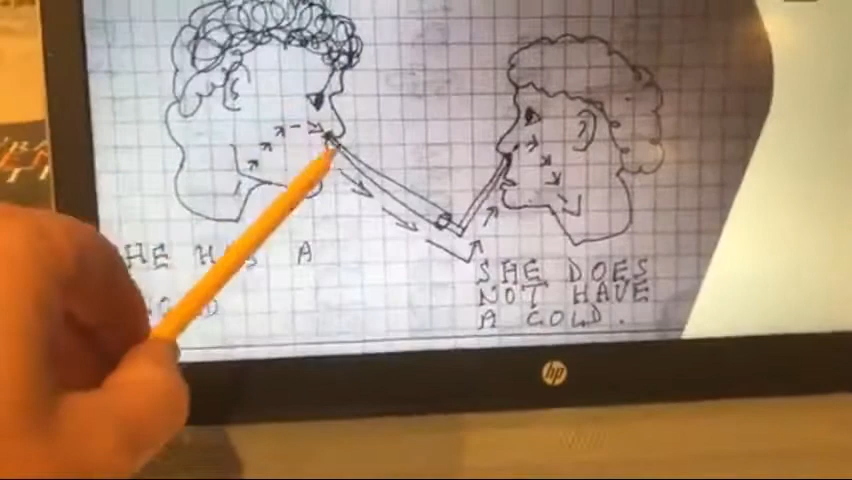 HE HAS A
SHE DOES
NOT HAVE
A COLD.
hp